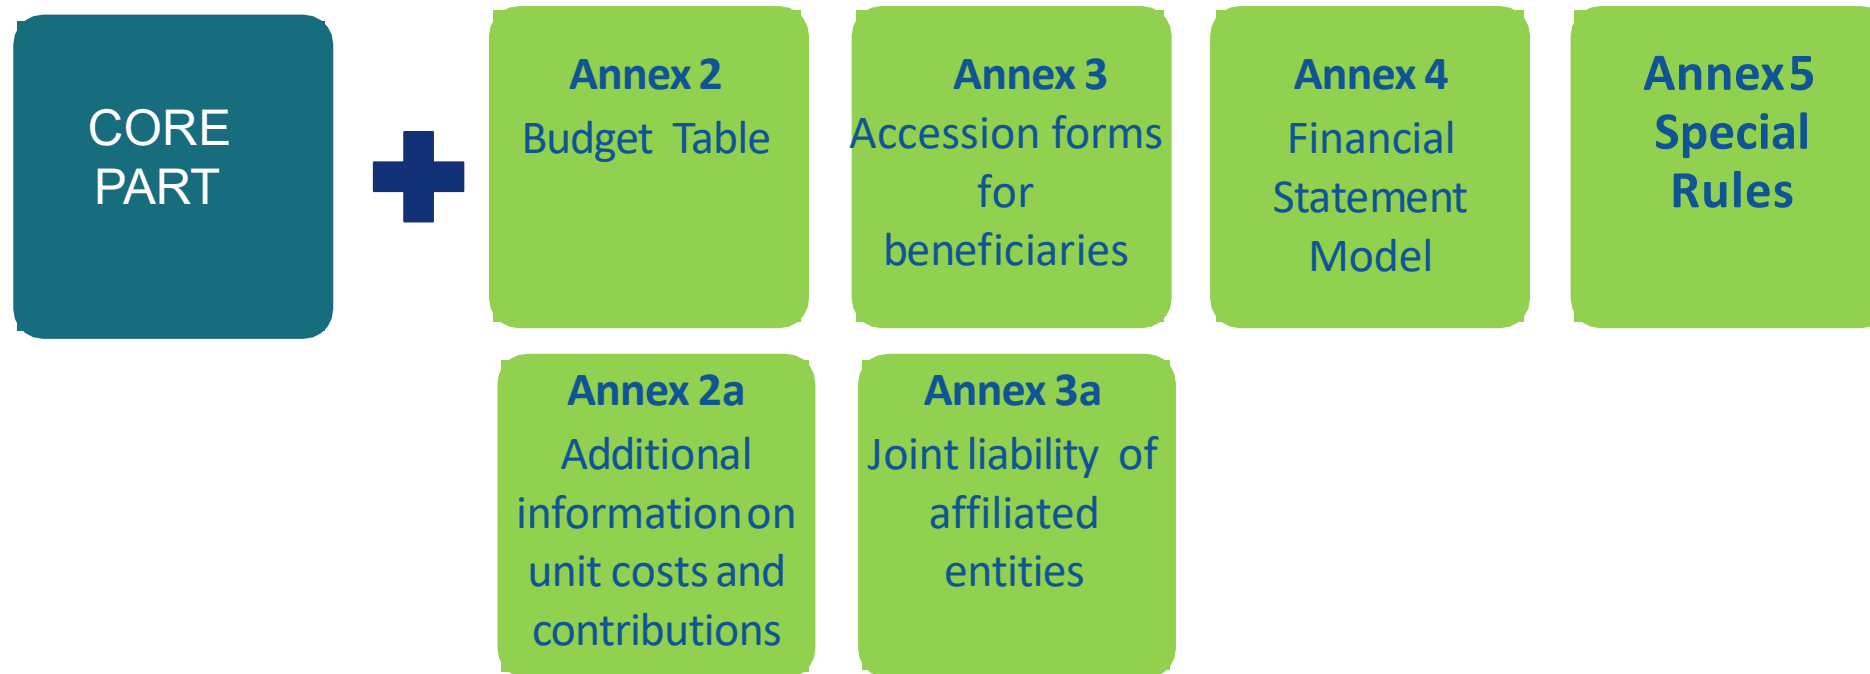 CORE
PART
Annex 2
Budget Table
Annex 3
Accession forms
for
beneficiaries
Annex 4
Financial
Statement
Model
Annex 5
Special
Rules
Annex 2a
Additional
information on
unit costs and
contributions
Annex 3a
Joint liability of
affiliated
entities